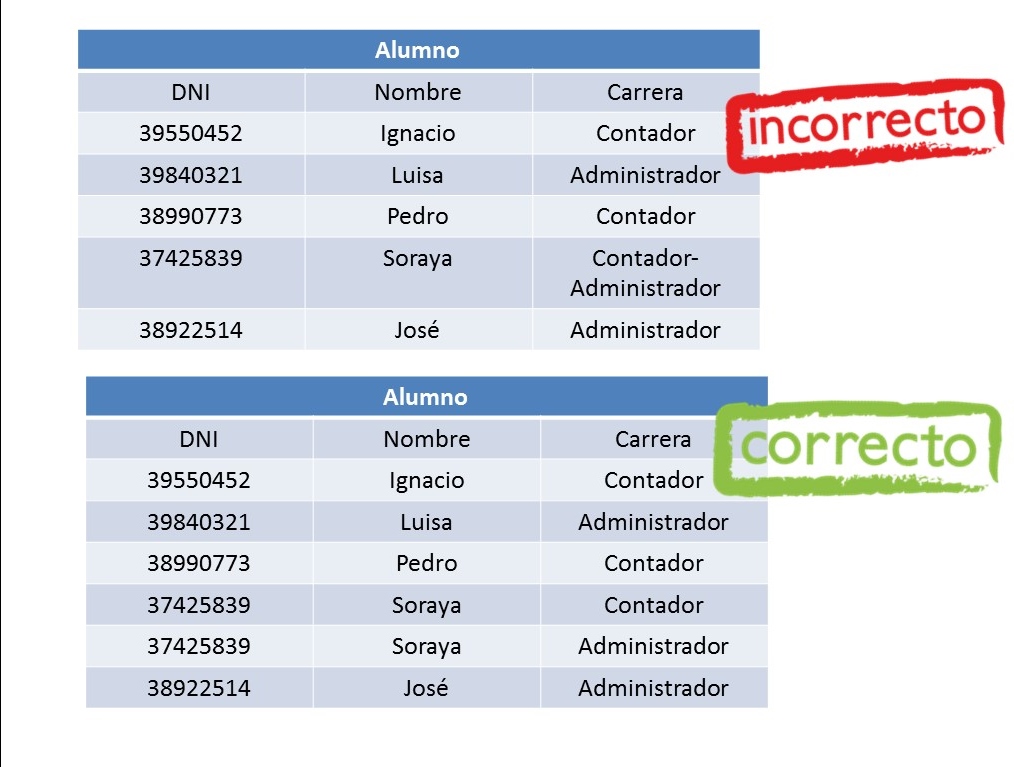 Alumno
DNI Nombre Carrera
incorrecto
39550452 Ignacio Contador
39840321 Luisa Administrador
38990773 Pedro Contador
37425839 Soraya Contador-
Administrador
38922514 José Administrador
Alumno
DNI Nombre Carrera
correcto
39550452 Ignacio Contador
39840321 Luisa Administrador
38990773 Pedro Contador
37425839 Soraya Contador
37425839 Soraya Administrador
38922514 José Administrador